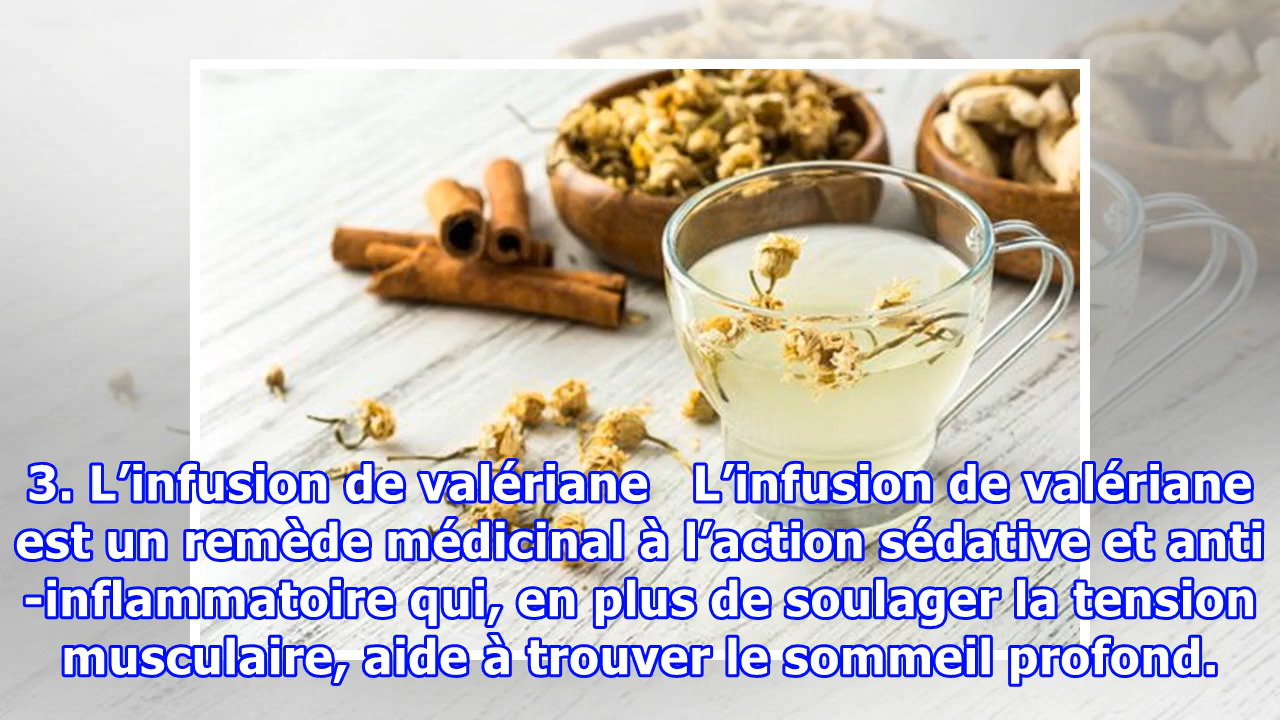 3. L’infusion de valériane   L’infusion de valériane
est un remède médicinal à l’action sédative et anti
-inflammatoire qui, en plus de soulager la tension
musculaire, aide à trouver le sommeil profond.